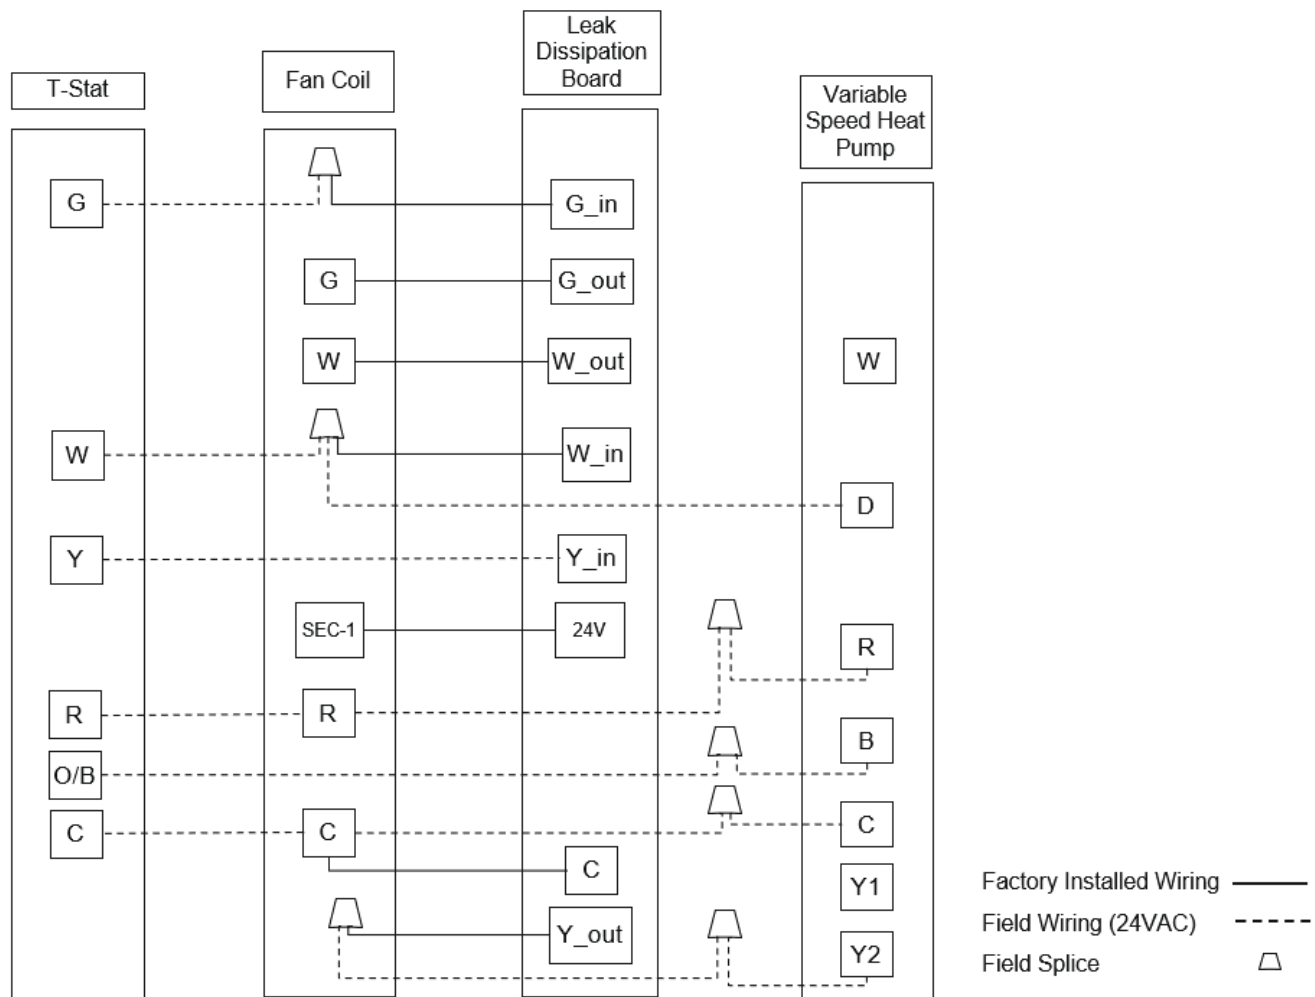 T-Stat
Fan Coil
Leak
Dissipation
Board
Variable
Speed Heat
Pump
G
G_in
G
G_out
W
W_out
W
W
W_in
D
Y
Y_in
SEC-1
24V
R
R
R
B
O/B
C
C
C
C
Y1
Y_out
Y2
Factory Installed Wiring
Field Wiring (24VAC)
Field Splice